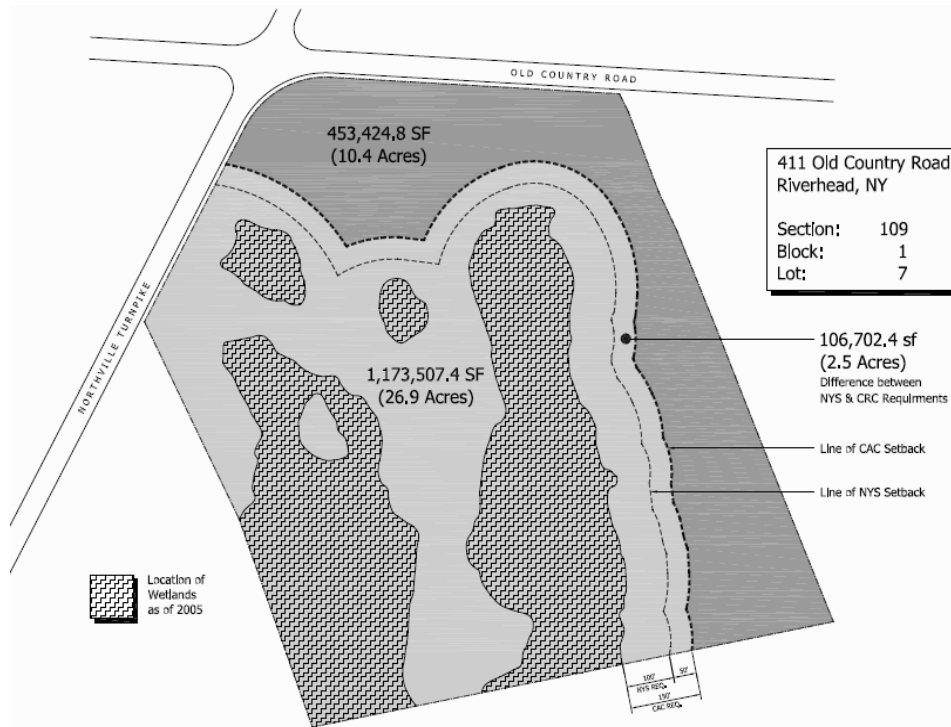 OLD COUNTRY ROAD
453,424.8 SF
(10.4 Acres)
411 Old Country Road
Riverhead, NY
Section: 109
Block: 1
Lot: 7
NORTHVILLE TURNPIKE
106,702.4 sf
(2.5 Acres)
Difference between
NYS & CRC Requirments
1,173,507.4 SF
(26.9 Acres)
Line of CAC Setback
Line of NYS Setback
Location of
Wetlands
as of 2005
100'
50'
NYS REQ.
150'
CAC REQ.